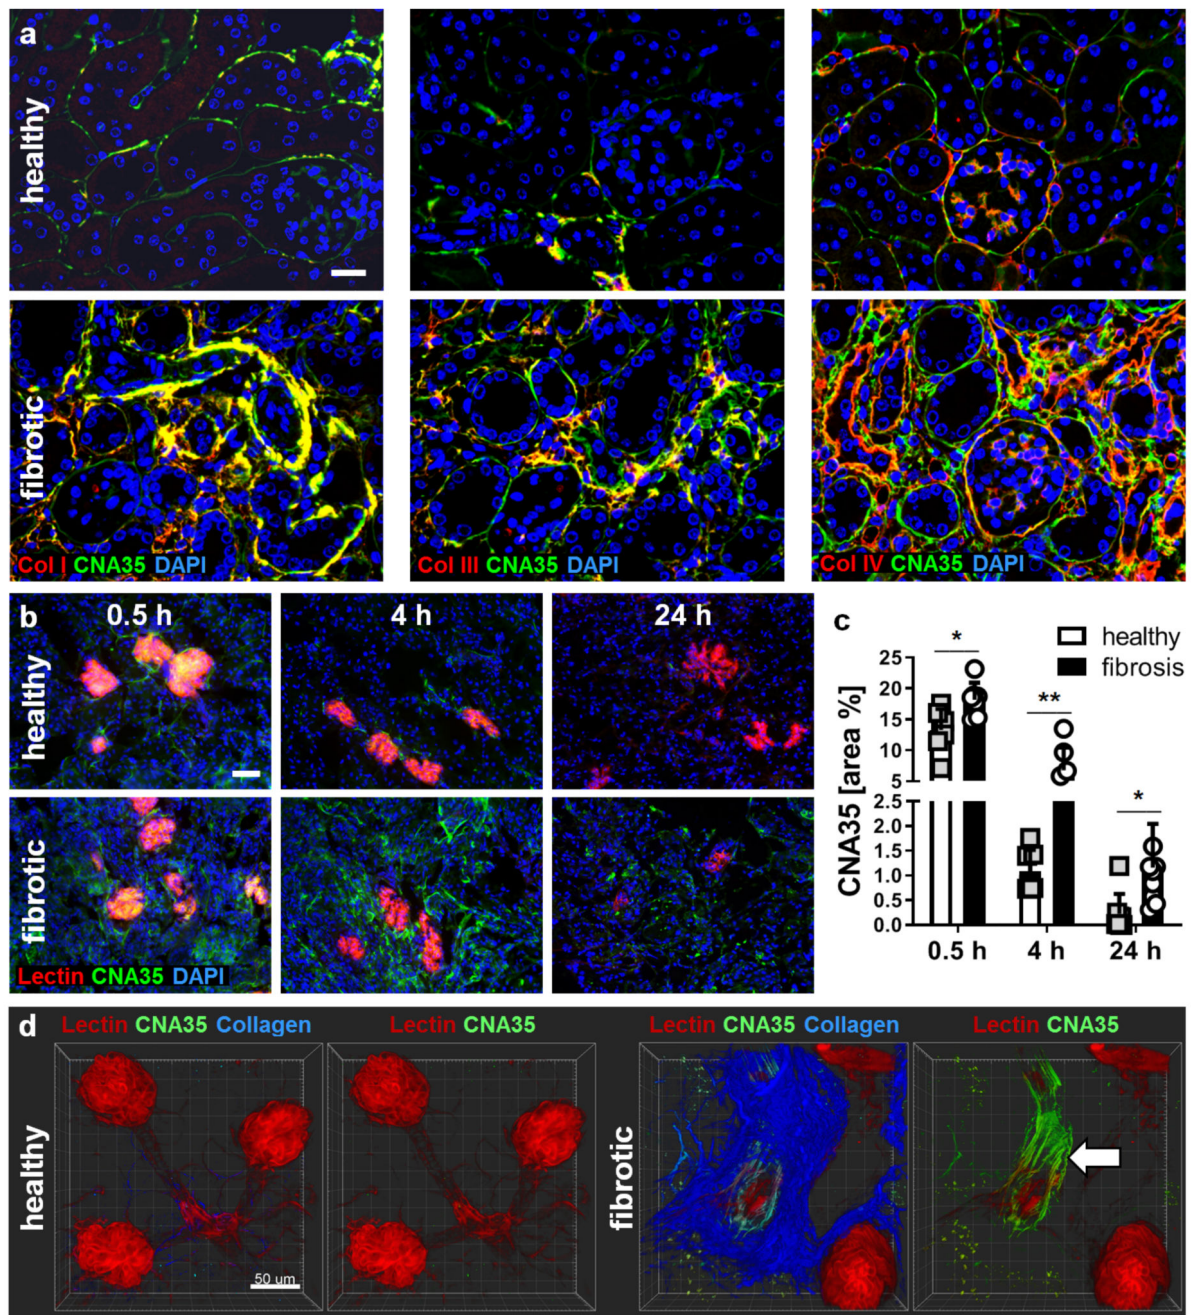 a
healthy
fibrotic
Col I CNA35 DAPI
Col III CNA35 DAPI
Col IV CNA35 DAPI
b
0.5 h
4 h
24 h
healthy
fibrotic
Lectin CNA35 DAPI
c
healthy
fibrosis
CNA35 [area %]
25
20
15
10
5
2.5
2.0
1.5
1.0
0.5
0.0
*
**
*
0.5 h
4 h
24 h
d
Lectin CNA35 Collagen
Lectin CNA35
Lectin CNA35 Collagen
Lectin CNA35
healthy
fibrotic
50 um